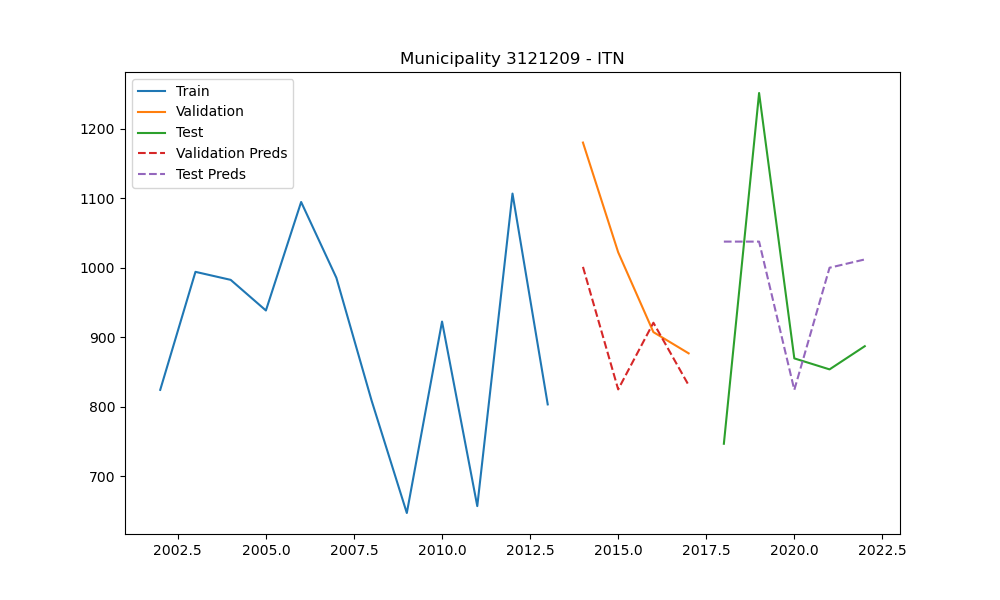 Municipality 3121209 - ITN
Train
Validation
Test
Validation Preds
Test Preds
1200
1100
1000
900
800
700
2002.5 2005.0 2007.5 2010.0 2012.5 2015.0 2017.5 2020.0 2022.5